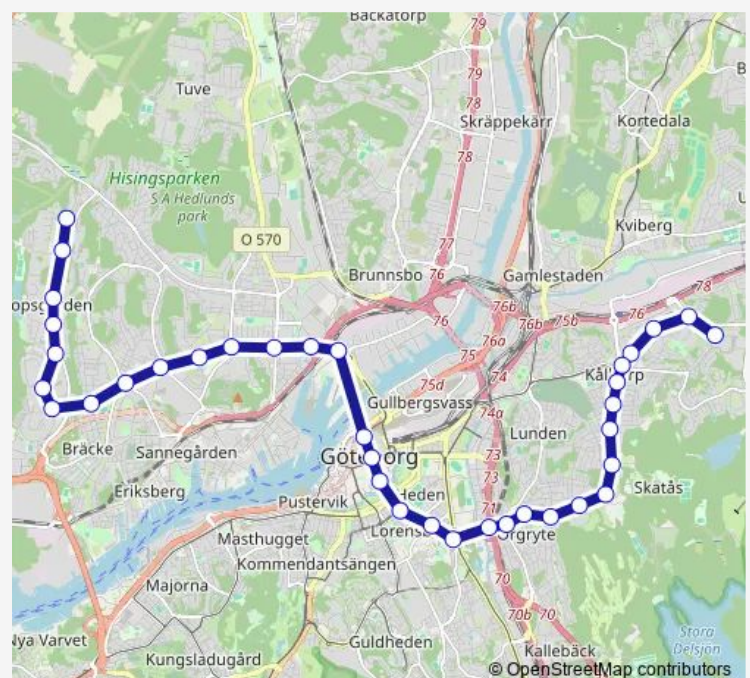 Backatorp
79
Tuve
79
78
Skräppekärr
Kortedala
78
Hisingsparken
S A Hedlunds
park
Kviberg
O 570
77
Brunnsbo
76
Gamlestaden
78
76b
76
76
76b
75b
76a
75
Kålltorp
75d
74
Gullbergsvass
74a
Lunden
Bräcke
Sannegården
Göteborg
73
73
Eriksberg
Heden
Skatås
Pustervik
71
Masthugget
Örgryte
Kommendantsängen
Majorna
70
70b
70
Nya Varvet
Guldheden
Stora
Delsjön
Kungsladugård
Kallebäck
© OpenStreetMap contributors